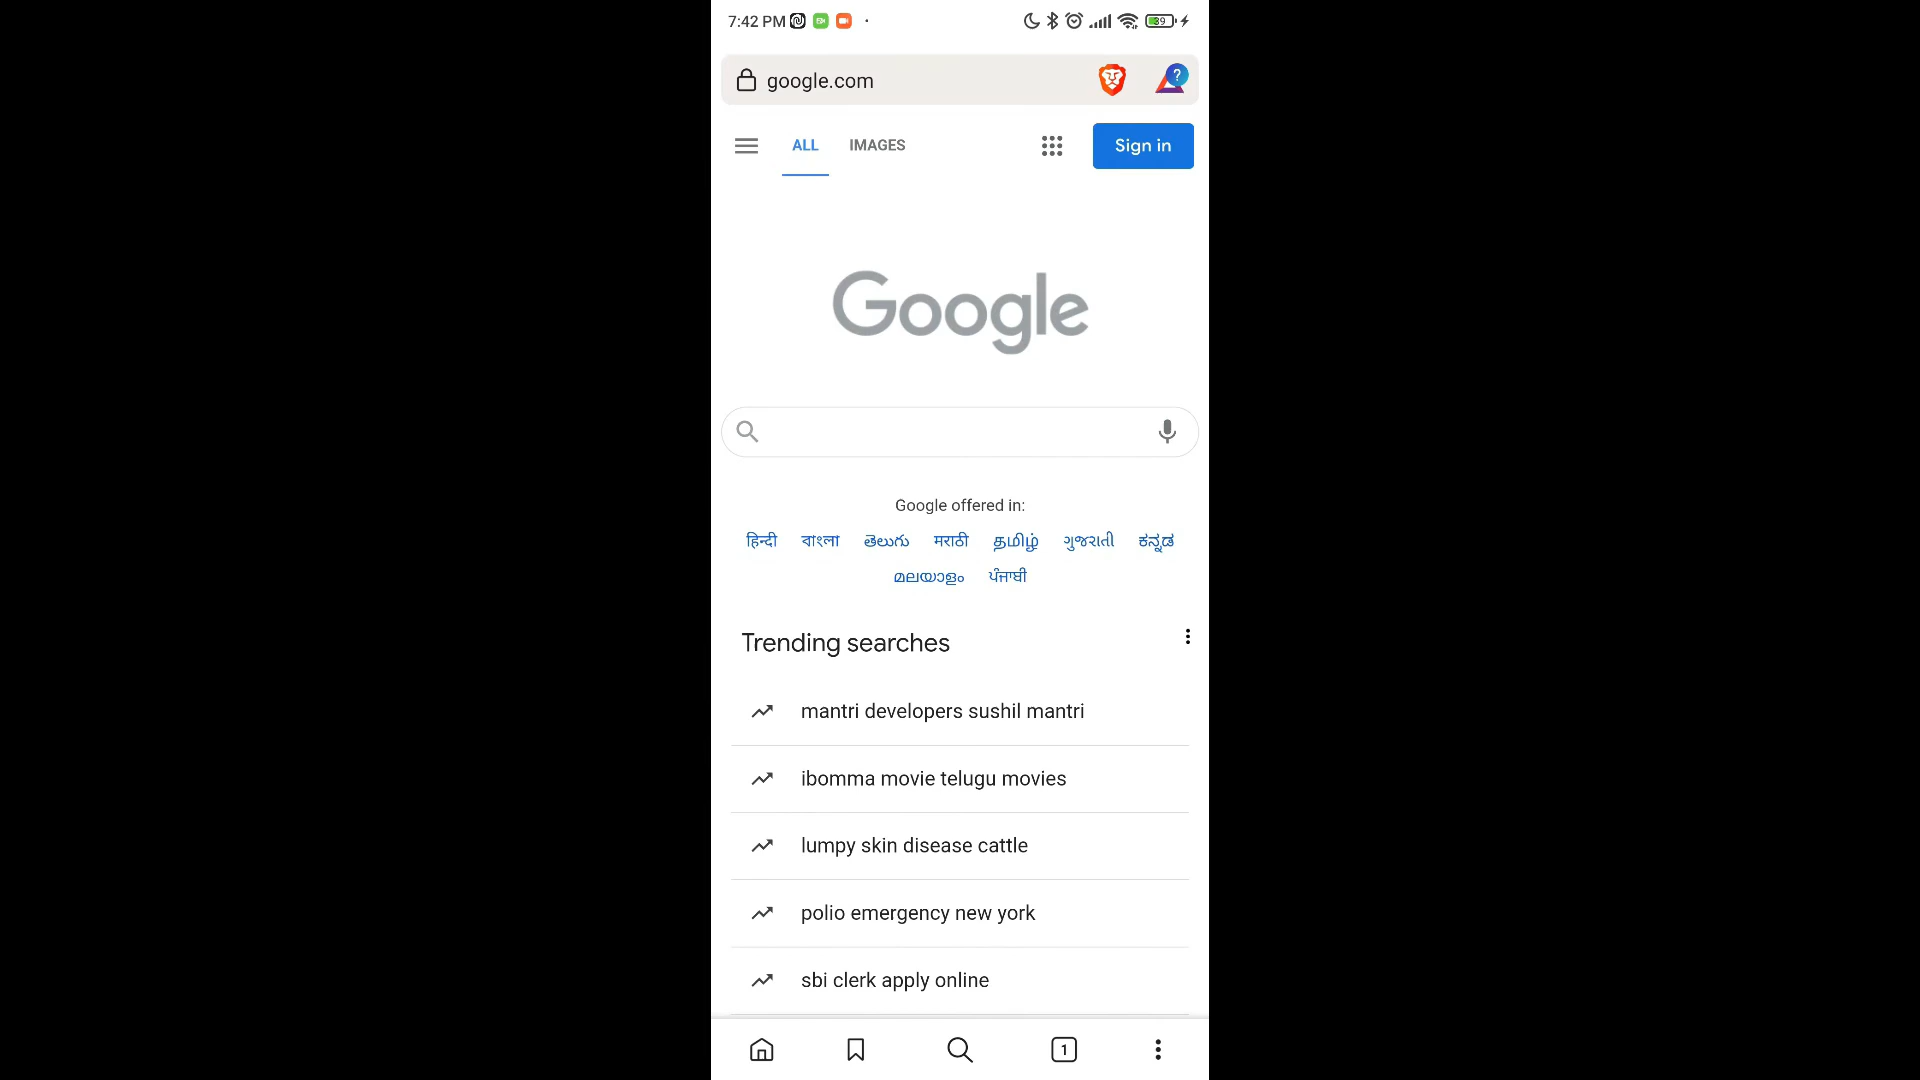 7:42 PM
39
google.com
?
ALL IMAGES
Sign in
Google
Google offered in:
हिन्दी বাংলা తెలుగు मराठी தமிழ் ગુજરાતી ಕನ್ನಡ
മലയാളം ਪੰਜਾਬੀ
Trending searches
mantri developers sushil mantri
ibomma movie telugu movies
lumpy skin disease cattle
polio emergency new york
sbi clerk apply online
1